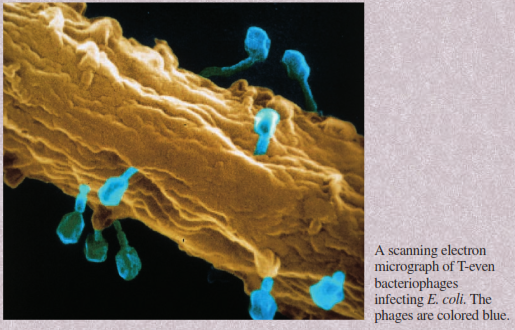 A scanning electron
micrograph of T-even
bacteriophages
infecting E. coli. The
phages are colored blue.